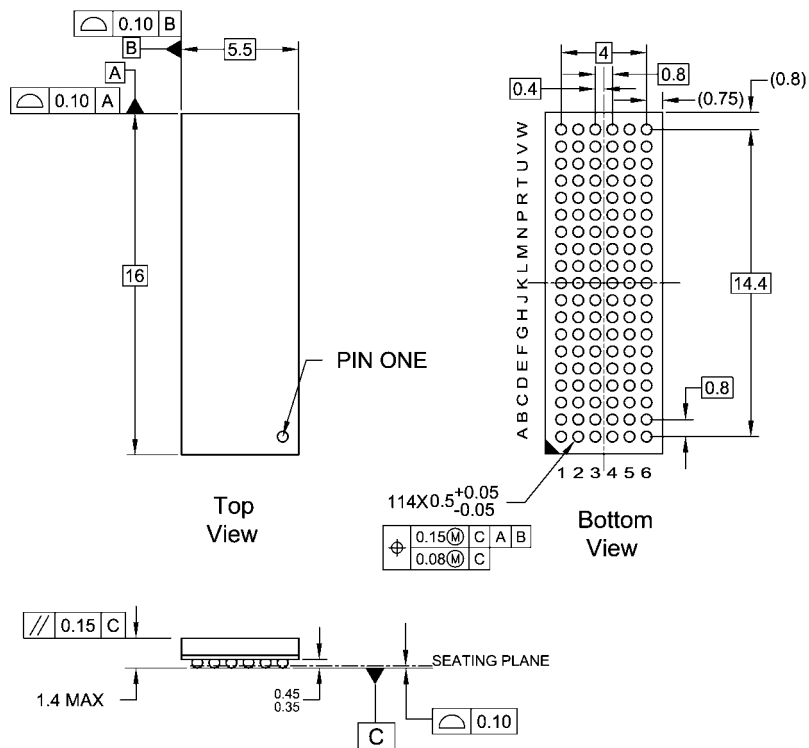 0.10 B
B
5.5
A
0.10 A
16
PIN ONE
Top
View
4
0.8
0.4
(0.75)
(0.8)
A B C D E F G H J K L M N P R T U V W
14.4
0.8
1 2 3 4 5 6
114X0.5 +0.05
-0.05
0.15Ⓜ C A B
0.08Ⓜ C
Bottom
View
// 0.15 C
1.4 MAX
0.45
0.35
SEATING PLANE
C
0.10